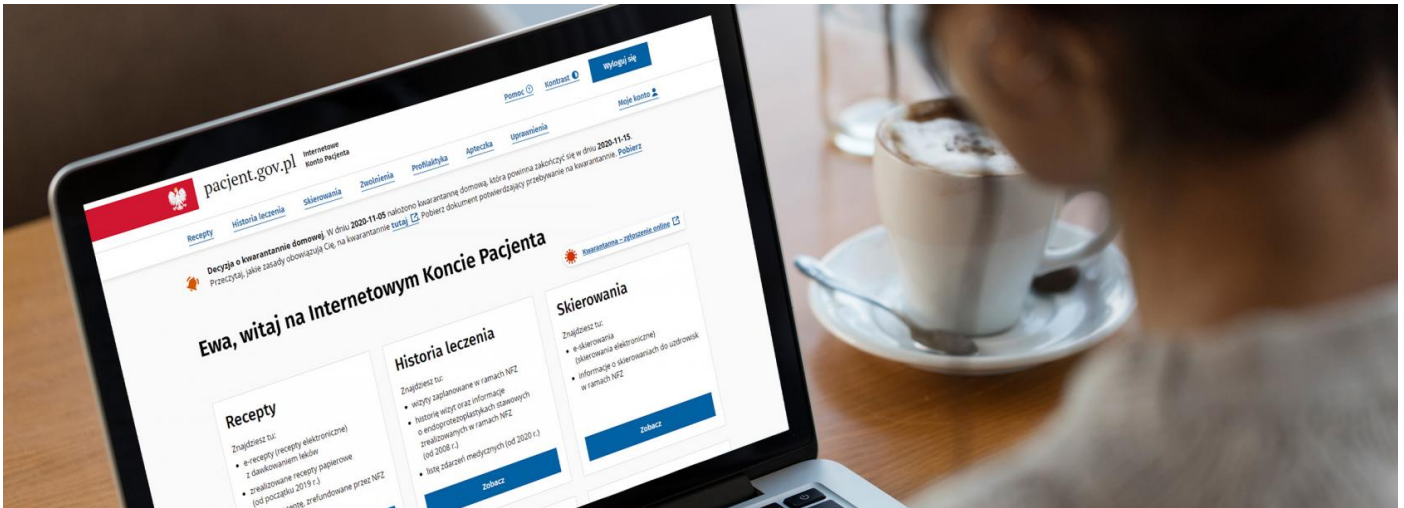 Pomoc
Kontrast
Wyloguj się
pacjent.gov.pl
Internetowe
Konto Pacjenta
Moje konto
Recepty
Historia leczenia
Skierowania
Zwolnienia
Profilaktyka
Apteczka
Uprawnienia
Decyzja o kwarantannie domowej. W dniu 2020-11-05 nałożono kwarantannę domową, która powinna zakończyć się w dniu 2020-11-15.
Przeczytaj, jakie zasady obowiązują Cię, na kwarantannie tutaj Pobierz dokument potwierdzający przebywanie na kwarantannie. Pobierz
Kwarantanna – zgłoszenie online
Ewa, witaj na Internetowym Koncie Pacjenta
Recepty
Znajdziesz tu:
• e-recepty (recepty elektroniczne)
z dawkowaniem leków
• zrealizowane recepty papierowe
(od początku 2019 r.)
zrefundowane przez NFZ
Historia leczenia
Znajdziesz tu:
• wizyty zaplanowane w ramach NFZ
• historię wizyt oraz informacje
o endoprotezoplastykach stawowych
zrealizowanych w ramach NFZ
(od 2008 r.)
• listę zdarzeń medycznych (od 2020 r.)
Zobacz
Skierowania
Znajdziesz tu:
• e-skierowania
(skierowania elektroniczne)
• informacje o skierowaniach do uzdrowisk
w ramach NFZ
Zobacz